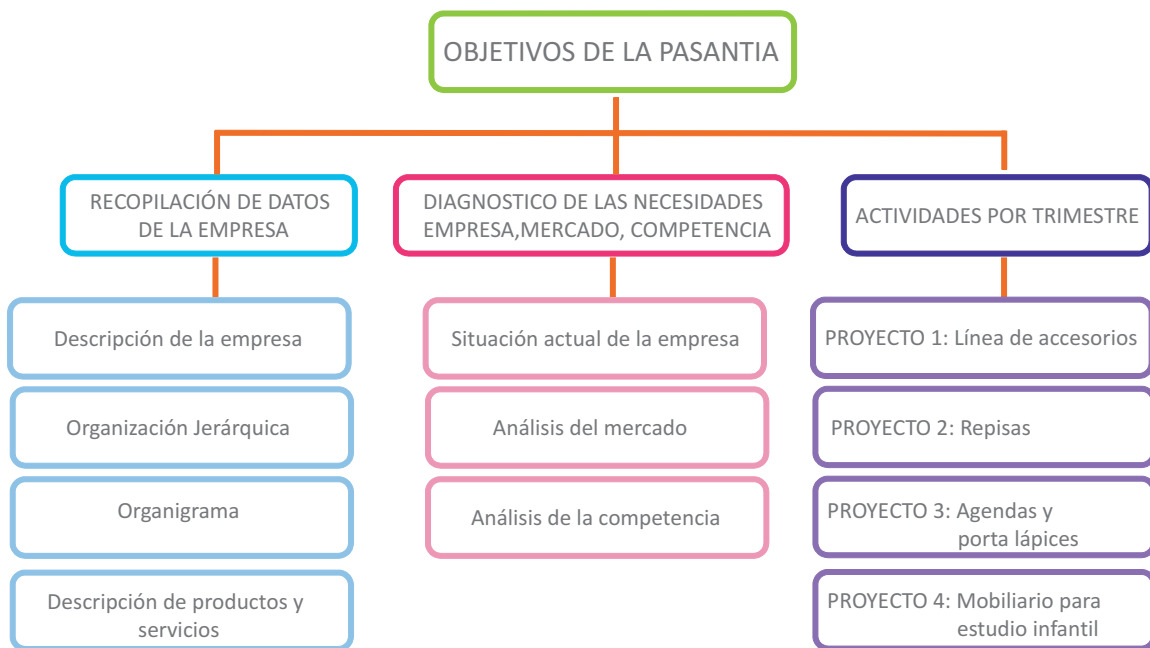 OBJETIVOS DE LA PASANTIA
RECOPILACIÓN DE DATOS
DE LA EMPRESA
DIAGNOSTICO DE LAS NECESIDADES
EMPRESA,MERCADO, COMPETENCIA
ACTIVIDADES POR TRIMESTRE
Descripción de la empresa
Organización Jerárquica
Organigrama
Descripción de productos y
servicios
Situación actual de la empresa
Análisis del mercado
Análisis de la competencia
PROYECTO 1: Línea de accesorios
PROYECTO 2: Repisas
PROYECTO 3: Agendas y
porta lápices
PROYECTO 4: Mobiliario para
estudio infantil